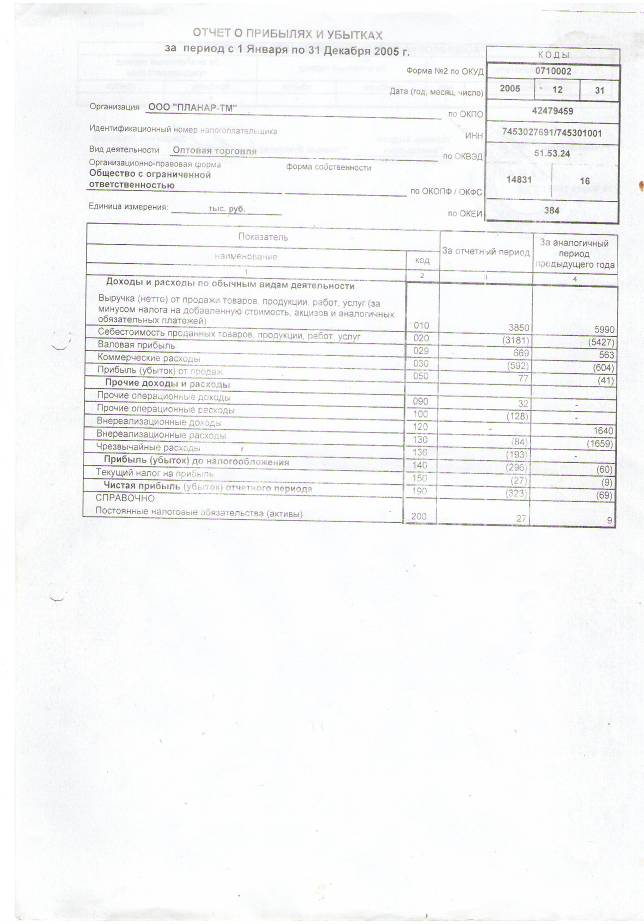 ОТЧЕТ О ПРИБЫЛЯХ И УБЫТКАХ
за период с 1 Января по 31 Декабря 2005 г.
КОДЫ
Форма №2 по ОКУД 0710002
Дата (год, месяц, число) 2005 12 31
Организация ООО "ПЛАНАР-ТМ" по ОКПО 42479459
Идентификационный номер налогоплательщика ИНН 7453027691/745301001
Вид деятельности Оптовая торговля по ОКВЭД 51.53.24
Организационно-правовая форма форма собственности
Общество с ограниченной
ответственностью по ОКОПФ / ОКФС 14831 16
Единица измерения: тыс. руб. по ОКЕИ 384
Показатель За отчетный период За аналогичный период предыдущего года
наименование код
1 2 3 4
Доходы и расходы по обычным видам деятельности
Выручка (нетто) от продажи товаров, продукции, работ, услуг (за
минусом налога на добавленную стоимость, акцизов и аналогичных
обязательных платежей) 010 3850 5990
Себестоимость проданных товаров, продукции, работ, услуг 020 (3181) (5427)
Валовая прибыль 029 669 563
Коммерческие расходы 030 (592) (604)
Прибыль (убыток) от продаж 050 77 (41)
Прочие доходы и расходы
Прочие операционные доходы 090 32 -
Прочие операционные расходы 100 (128) -
Внереализационные доходы 120 - 1640
Внереализационные расходы 130 (84) (1659)
Чрезвычайные расходы 136 (193) -
Прибыль (убыток) до налогообложения 140 (296) (60)
Текущий налог на прибыль 150 (27) (9)
Чистая прибыль (убыток) отчетного периода 190 (323) (69)
СПРАВОЧНО
Постоянные налоговые обязательства (активы) 200 27 9